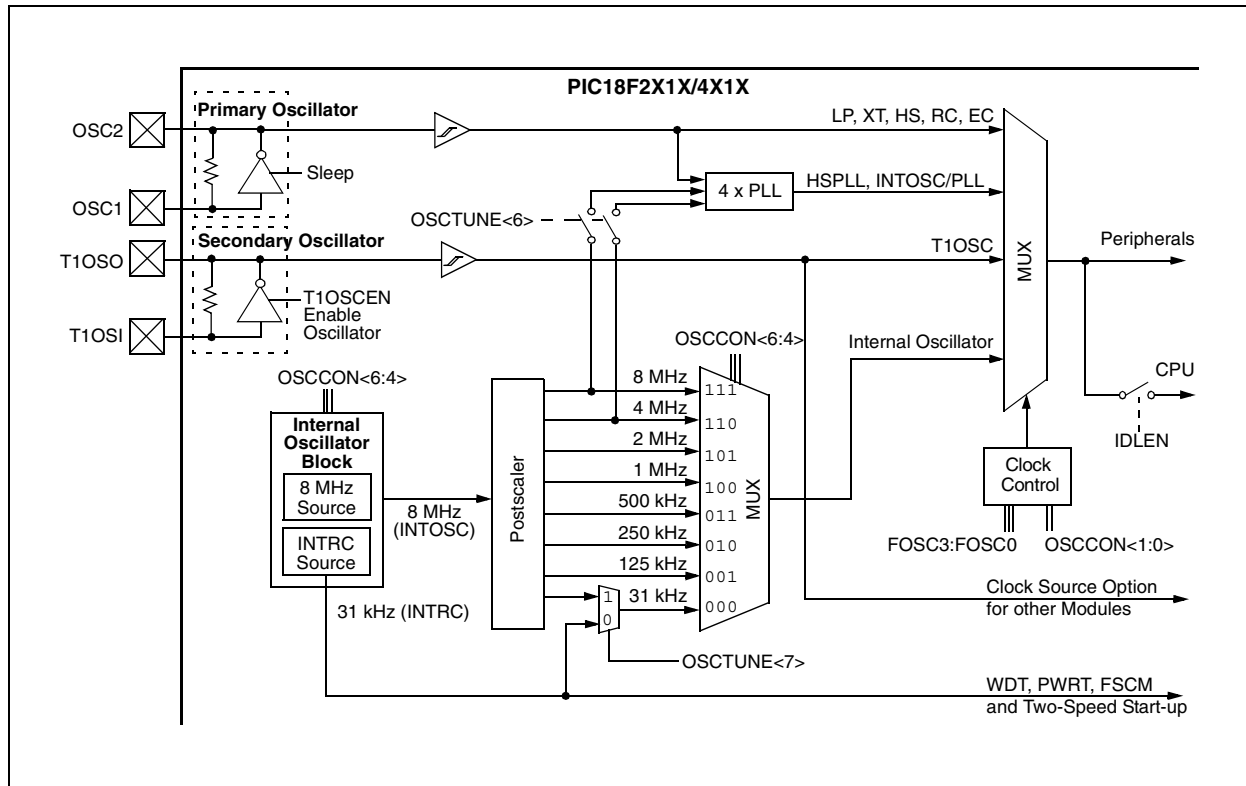 PIC18F2X1X/4X1X
Primary Oscillator
OSC2
Sleep
OSC1
LP, XT, HS, RC, EC
4 x PLL
HSPLL, INTOSC/PLL
OSCTUNE<6>
Secondary Oscillator
T1OSO
T1OSCEN
Enable
Oscillator
T1OSI
T1OSC
MUX
Peripherals
Internal Oscillator
CPU
IDLEN
Clock
Control
FOSC3:FOSC0
OSCCON<1:0>
OSCCON<6:4>
Internal
Oscillator
Block
8 MHz
Source
INTRC
Source
8 MHz
(INTOSC)
31 kHz (INTRC)
Postscaler
OSCCON<6:4>
8 MHz
111
4 MHz
110
2 MHz
101
1 MHz
100
500 kHz
011
250 kHz
010
125 kHz
001
1
0
31 kHz
000
MUX
OSCTUNE<7>
Clock Source Option
for other Modules
WDT, PWRT, FSCM
and Two-Speed Start-up